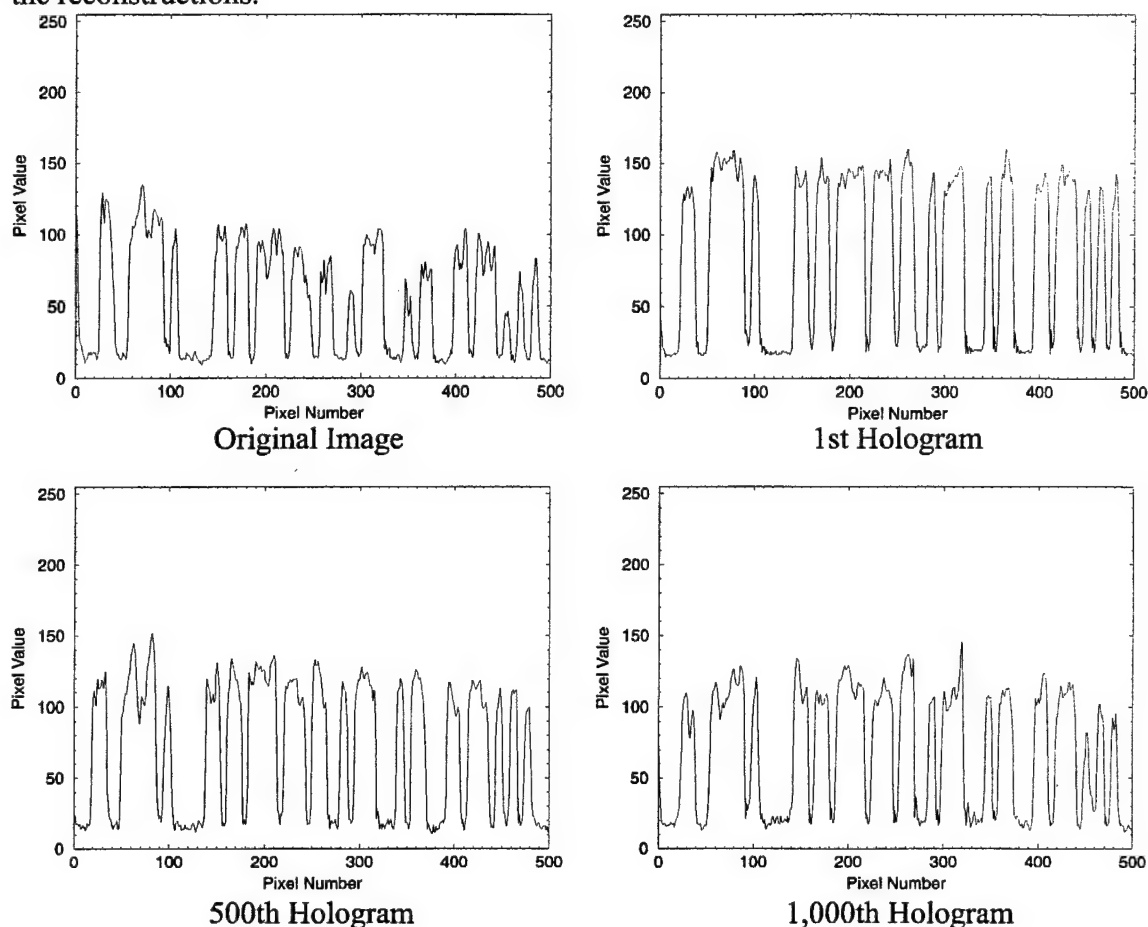 the reconstructions.
250
200
150
100
50
0
Pixel Value
0 100 200 300 400 500
Pixel Number
Original Image
250
200
150
100
50
0
Pixel Value
0 100 200 300 400 500
Pixel Number
1st Hologram
250
200
150
100
50
0
Pixel Value
0 100 200 300 400 500
Pixel Number
500th Hologram
250
200
150
100
50
0
Pixel Value
0 100 200 300 400 500
Pixel Number
1,000th Hologram